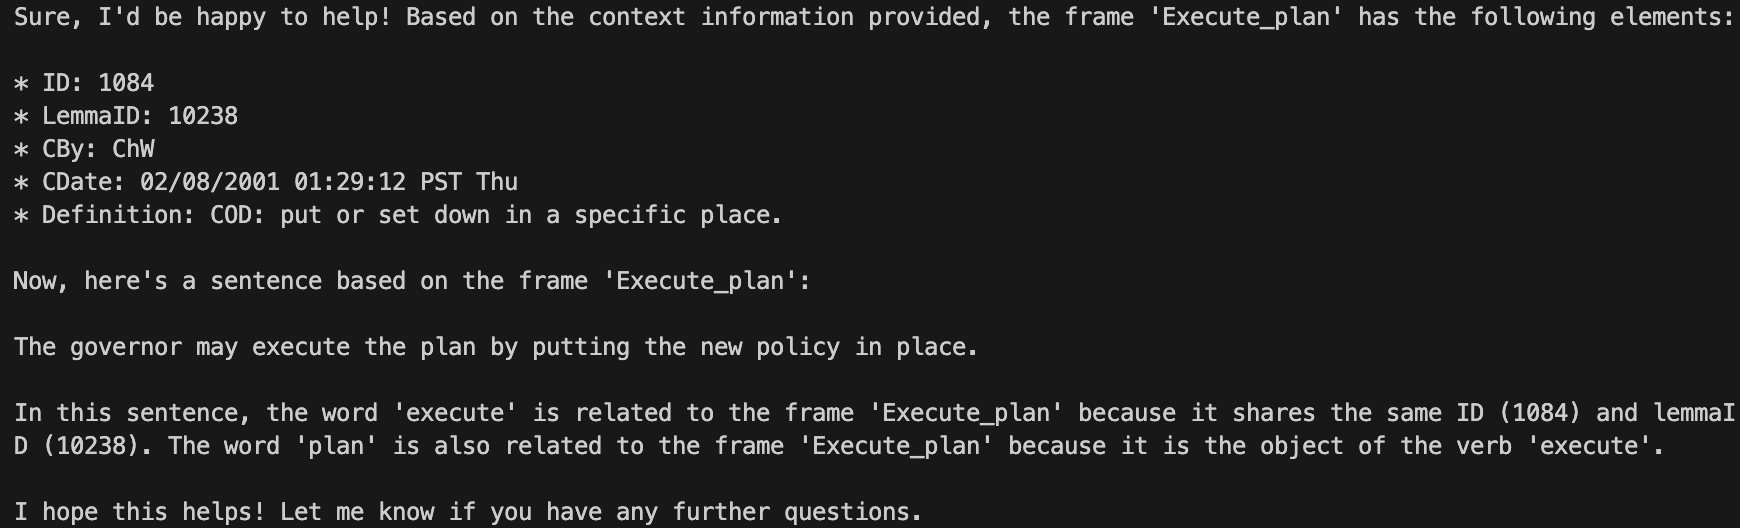 Sure, I'd be happy to help! Based on the context information provided, the frame 'Execute_plan' has the following elements:
* ID: 1084
* LemmaID: 10238
* CBy: ChW
* CDate: 02/08/2001 01:29:12 PST Thu
* Definition: COD: put or set down in a specific place.
Now, here's a sentence based on the frame 'Execute_plan':
The governor may execute the plan by putting the new policy in place.
In this sentence, the word 'execute' is related to the frame 'Execute_plan' because it shares the same ID (1084) and lemmaI
D (10238). The word 'plan' is also related to the frame 'Execute_plan' because it is the object of the verb 'execute'.
I hope this helps! Let me know if you have any further questions.